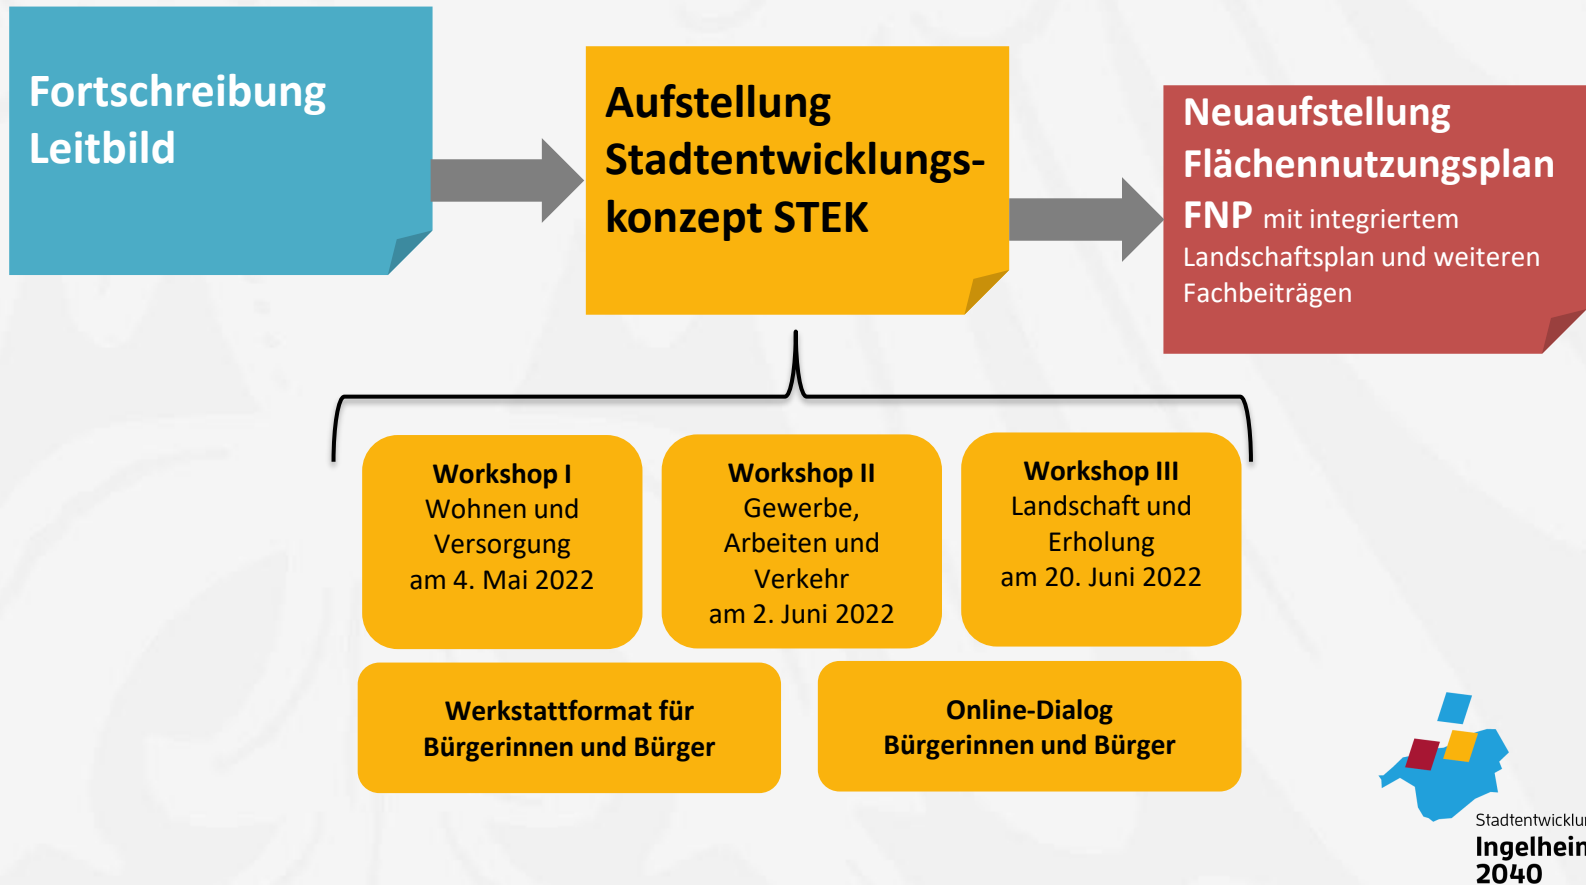 Fortschreibung
Leitbild
Aufstellung
Stadtentwicklungs-
konzept STEK
Neuaufstellung
Flächennutzungsplan
FNP mit integriertem
Landschaftsplan und weiteren
Fachbeiträgen
Workshop I
Wohnen und
Versorgung
am 4. Mai 2022
Workshop II
Gewerbe,
Arbeiten und
Verkehr
am 2. Juni 2022
Workshop III
Landschaft und
Erholung
am 20. Juni 2022
Werkstattformat für
Bürgerinnen und Bürger
Online-Dialog
Bürgerinnen und Bürger
2040